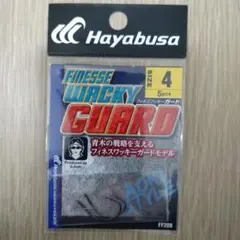 Hayabusa
FINESSE
WACKY
GUARD
SIZE
4
フィネスワッキーガード
青木の戦略を支える
フィネスワッキーガードモデル
Produced by